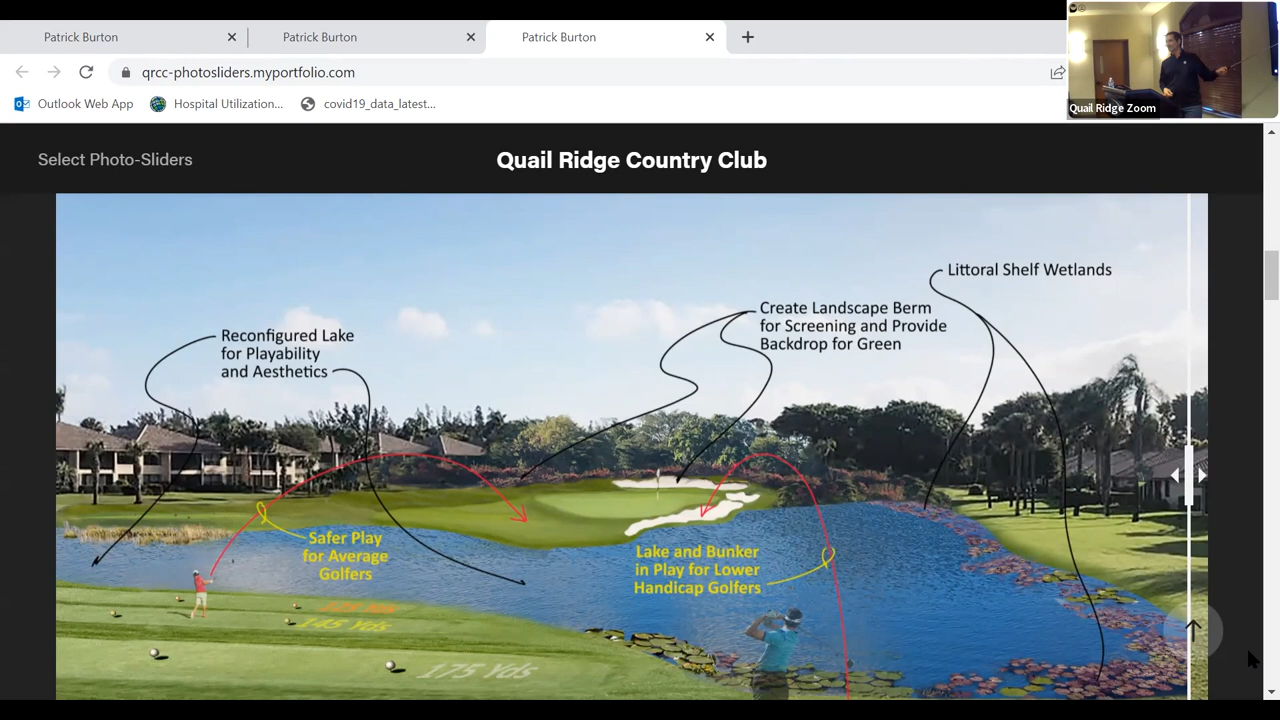 Patrick Burton
Patrick Burton
Patrick Burton
qrcc-photosliders.myportfolio.com
Outlook Web App
Hospital Utilization...
covid19_data_latest...
Quail Ridge Zoom
Select Photo-Sliders
Quail Ridge Country Club
Littoral Shelf Wetlands
Create Landscape Berm
for Screening and Provide
Backdrop for Green
Reconfigured Lake
for Playability
and Aesthetics
Safer Play
for Average
Golfers
Lake and Bunker
in Play for Lower
Handicap Golfers
145 Yds
175 Yds